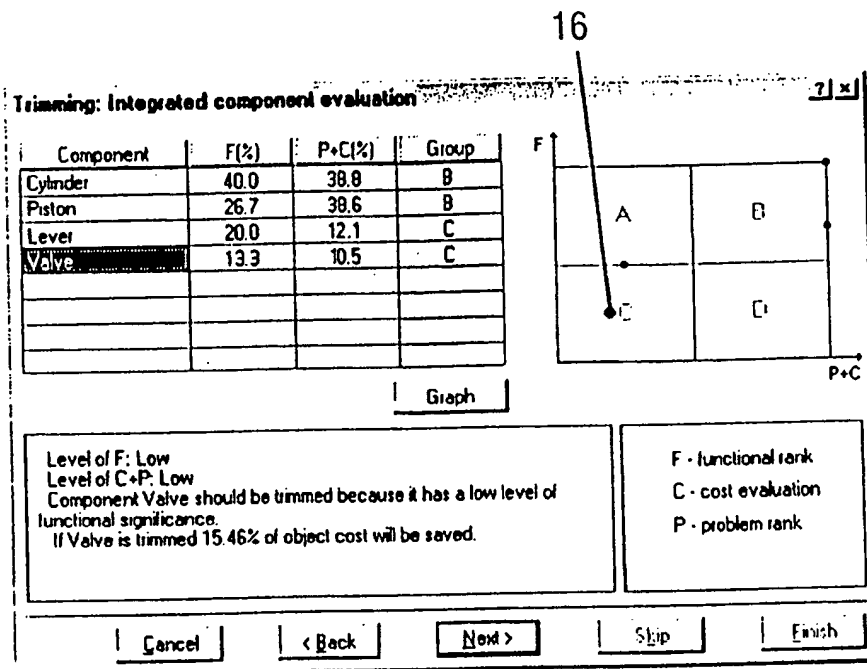 16
Trimming: Integrated component evaluation
? ×
Component F(%) P+C(%) Group
Cylinder 40.0 38.8 B
Piston 26.7 38.6 B
Lever 20.0 12.1 C
Valve 13.3 10.5 C
Graph
F
A B
C D
P+C
Level of F: Low
Level of C+P: Low
Component Valve should be trimmed because it has a low level of
functional significance.
If Valve is trimmed 15.46% of object cost will be saved.
F - functional rank
C - cost evaluation
P - problem rank
Cancel < Back Next > Skip Finish